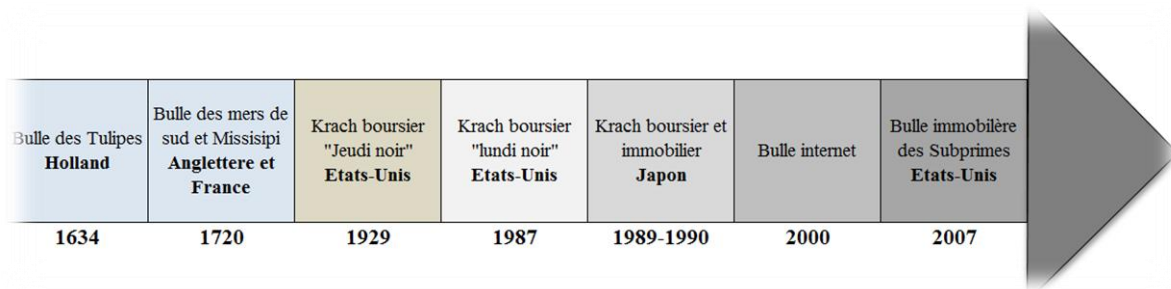 Bulle des Tulipes
Holland
1634
Bulle des mers de
sud et Missisipi
Anglettere et
France
1720
Krach boursier
"Jeudi noir"
Etats-Unis
1929
Krach boursier
"lundi noir"
Etats-Unis
1987
Krach boursier et
immobilier
Japon
1989-1990
Bulle internet
2000
Bulle immobilère
des Subprimes
Etats-Unis
2007